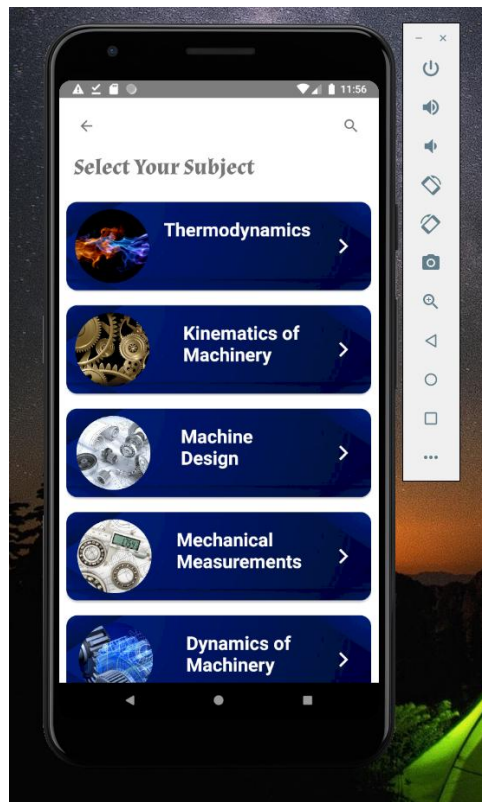 11:56
Select Your Subject
Thermodynamics
Kinematics of
Machinery
Machine
Design
Mechanical
Measurements
Dynamics of
Machinery